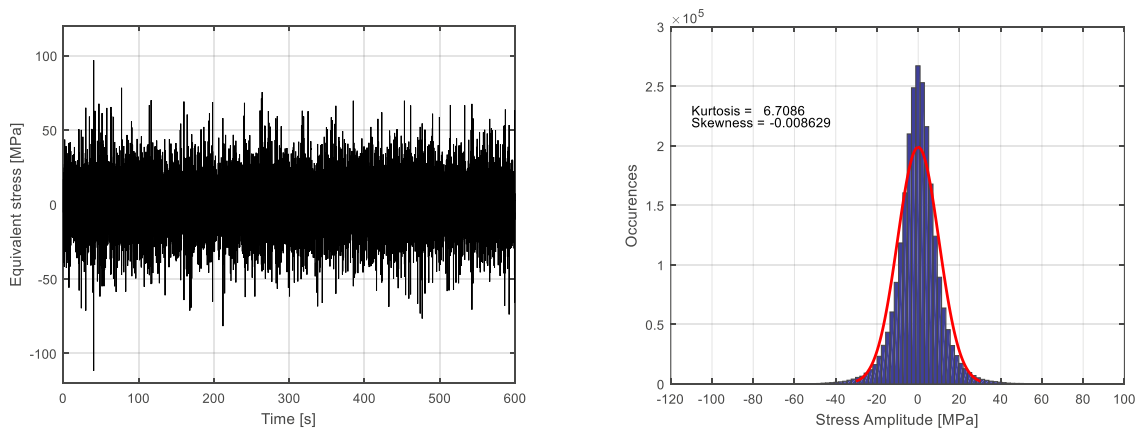 Equivalent stress [MPa]
100
50
0
-50
-100
0 100 200 300 400 500 600
Time [s]
×10^5
Occurences
3
2.5
2
1.5
1
0.5
0
Kurtosis = 6.7086
Skewness = -0.008629
-120 -100 -80 -60 -40 -20 0 20 40 60 80 100
Stress Amplitude [MPa]